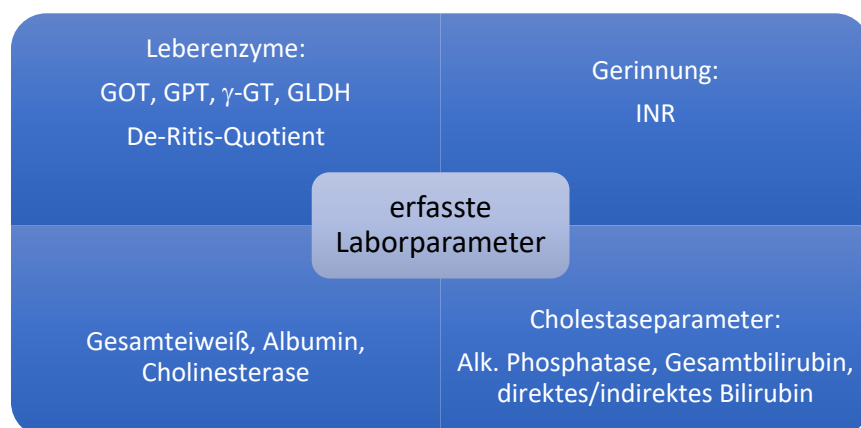 Leberenzyme:
GOT, GPT, γ-GT, GLDH
De-Ritis-Quotient
Gerinnung:
INR
erfasste
Laborparameter
Gesamteiweiß, Albumin,
Cholinesterase
Cholestaseparameter:
Alk. Phosphatase, Gesamtbilirubin,
direktes/indirektes Bilirubin